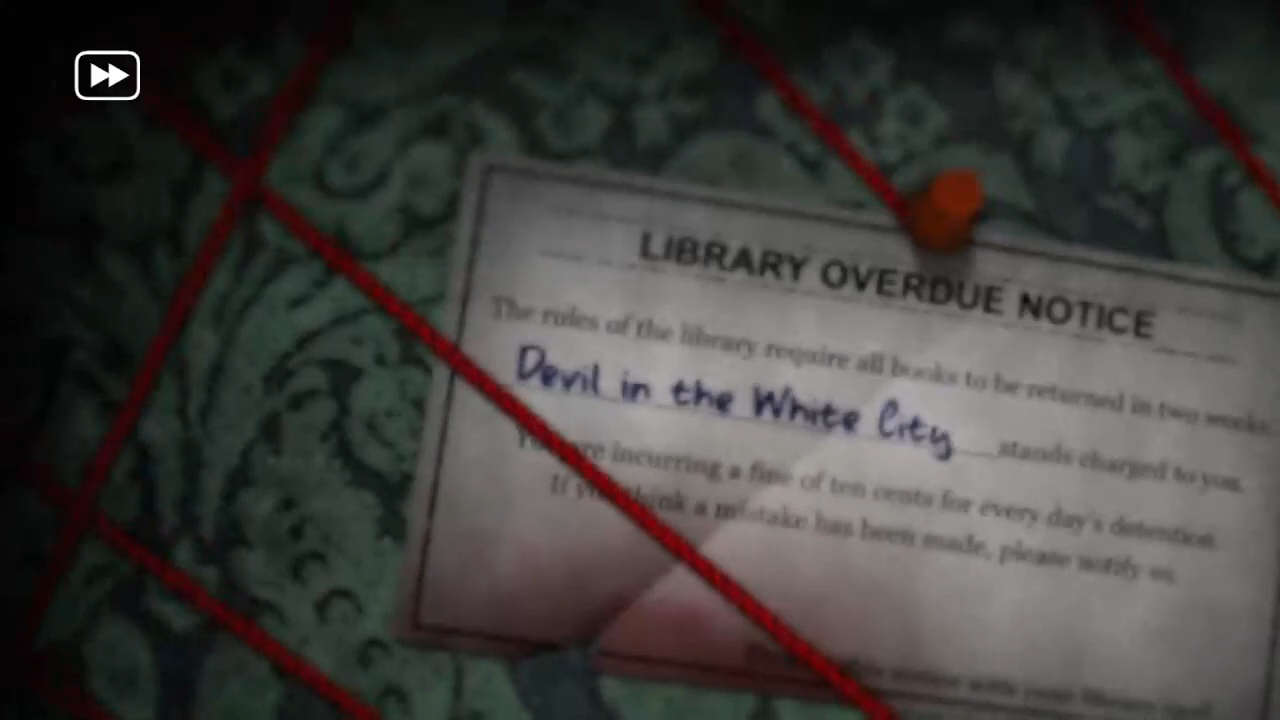 LIBRARY OVERDUE NOTICE
The rules of the library require all books to be returned in two weeks.
Devil in the White City stands charged to you.
You are incurring a fine of ten cents for every day's detention.
If you think a mistake has been made, please notify us.